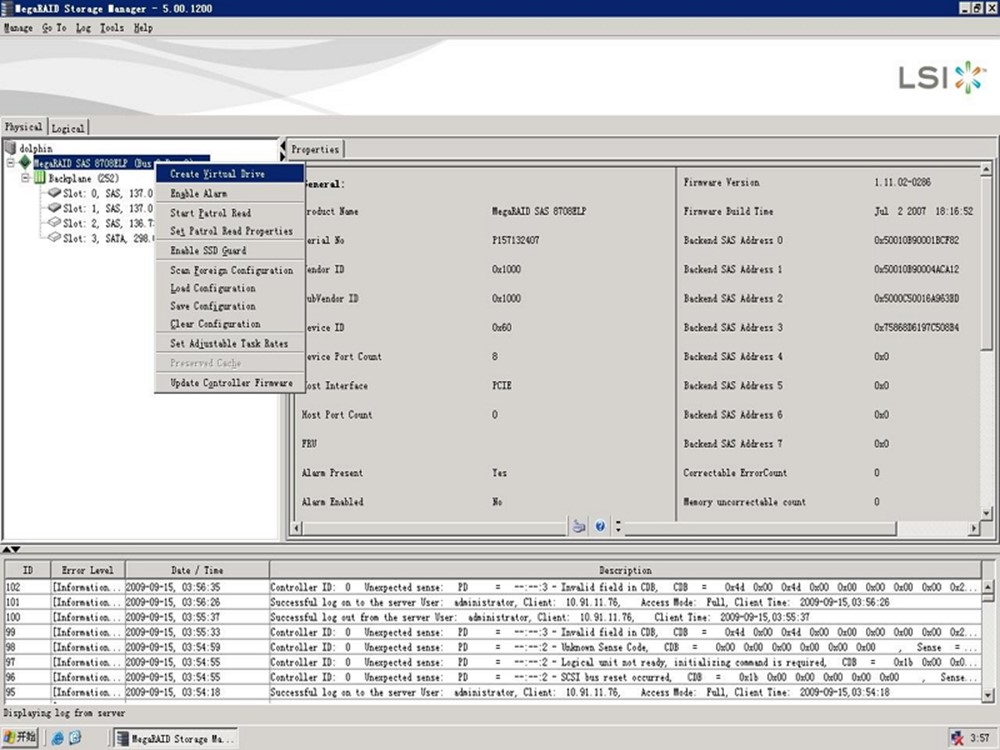 MegaRAID Storage Manager - 5.00.1200
Manage Go To Log Tools Help
LSI
Physical Logical
dolphin
MegaRAID SAS 8708ELP (Bus
Backplane (252)
Slot: 0, SAS, 137.0
Slot: 1, SAS, 137.0
Slot: 2, SAS, 136.7
Slot: 3, SATA, 298.
Create Virtual Drive
Enable Alarm
Start Patrol Read
Set Patrol Read Properties
Enable SSD Guard
Scan Foreign Configuration
Load Configuration
Save Configuration
Clear Configuration
Set Adjustable Task Rates
Preserved Cache
Update Controller Firmware
Properties
eneral:
roduct Name MegaRAID SAS 8708ELP
erial No P157132407
endor ID 0x1000
ubVendor ID 0x1000
evice ID 0x60
evice Port Count 8
ost Interface PCIE
Host Port Count 0
FRU
Alarm Present Yes
Alarm Enabled No
Firmware Version 1.11.02-0286
Firmware Build Time Jul 2 2007 18:16:52
Backend SAS Address 0 0x50010B90001BCF82
Backend SAS Address 1 0x50010B90004ACA12
Backend SAS Address 2 0x5000C50016A963BD
Backend SAS Address 3 0x75868D6197C508B4
Backend SAS Address 4 0x0
Backend SAS Address 5 0x0
Backend SAS Address 6 0x0
Backend SAS Address 7 0x0
Correctable ErrorCount 0
Memory uncorrectable count 0
ID Error Level Date / Time Description
102 [Information... 2009-09-15, 03:56:35 Controller ID: 0 Unexpected sense: PD = --:--:3 - Invalid field in CDB, CDB = 0x4d 0x00 0x4d 0x00 0x00 0x00 0x00 0x00 0x2...
101 [Information... 2009-09-15, 03:56:26 Successful log on to the server User: administrator, Client: 10.91.11.76, Access Mode: Full, Client Time: 2009-09-15,03:56:26
100 [Information... 2009-09-15, 03:55:37 Successful log out from the server User: administrator, Client: 10.91.11.76, Client Time: 2009-09-15,03:55:37
99 [Information... 2009-09-15, 03:55:33 Controller ID: 0 Unexpected sense: PD = --:--:3 - Invalid field in CDB, CDB = 0x4d 0x00 0x4d 0x00 0x00 0x00 0x00 0x00 0x2...
98 [Information... 2009-09-15, 03:54:59 Controller ID: 0 Unexpected sense: PD = --:--:2 - Unknown Sense Code, CDB = 0x00 0x00 0x00 0x00 0x00 0x00 , Sense = ...
97 [Information... 2009-09-15, 03:54:55 Controller ID: 0 Unexpected sense: PD = --:--:2 - Logical unit not ready, initializing command is required, CDB = 0x1b 0x00 0x0...
96 [Information... 2009-09-15, 03:54:55 Controller ID: 0 Unexpected sense: PD = --:--:2 - SCSI bus reset occurred, CDB = 0x1b 0x00 0x00 0x00 0x00 0x00 , Sense...
95 [Information... 2009-09-15, 03:54:18 Successful log on to the server User: administrator, Client: 10.91.11.76, Access Mode: Full, Client Time: 2009-09-15,03:54:18
Displaying log from server
开始 MegaRAID Storage Ma... 3:57